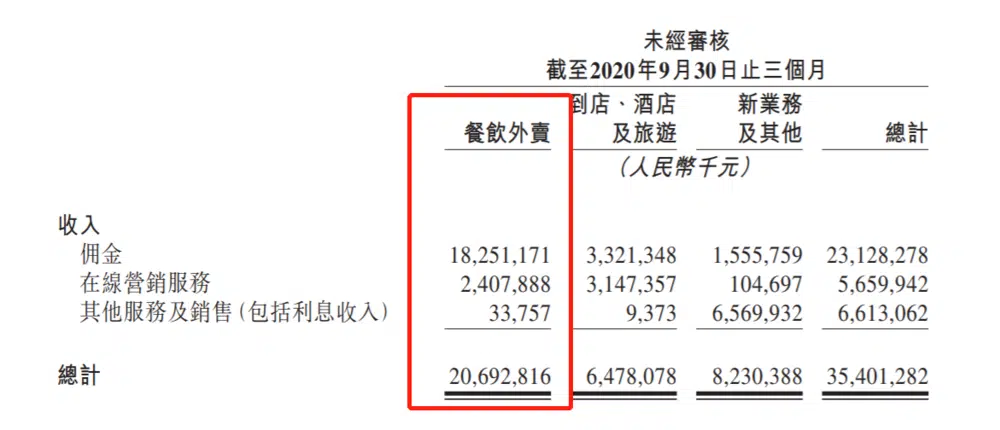 未經審核
截至2020年9月30日止三個月
到店、酒店 新業務
餐飲外賣 及旅遊 及其他 總計
（人民幣千元）
收入
佣金 18,251,171 3,321,348 1,555,759 23,128,278
在線營銷服務 2,407,888 3,147,357 104,697 5,659,942
其他服務及銷售（包括利息收入） 33,757 9,373 6,569,932 6,613,062
總計 20,692,816 6,478,078 8,230,388 35,401,282